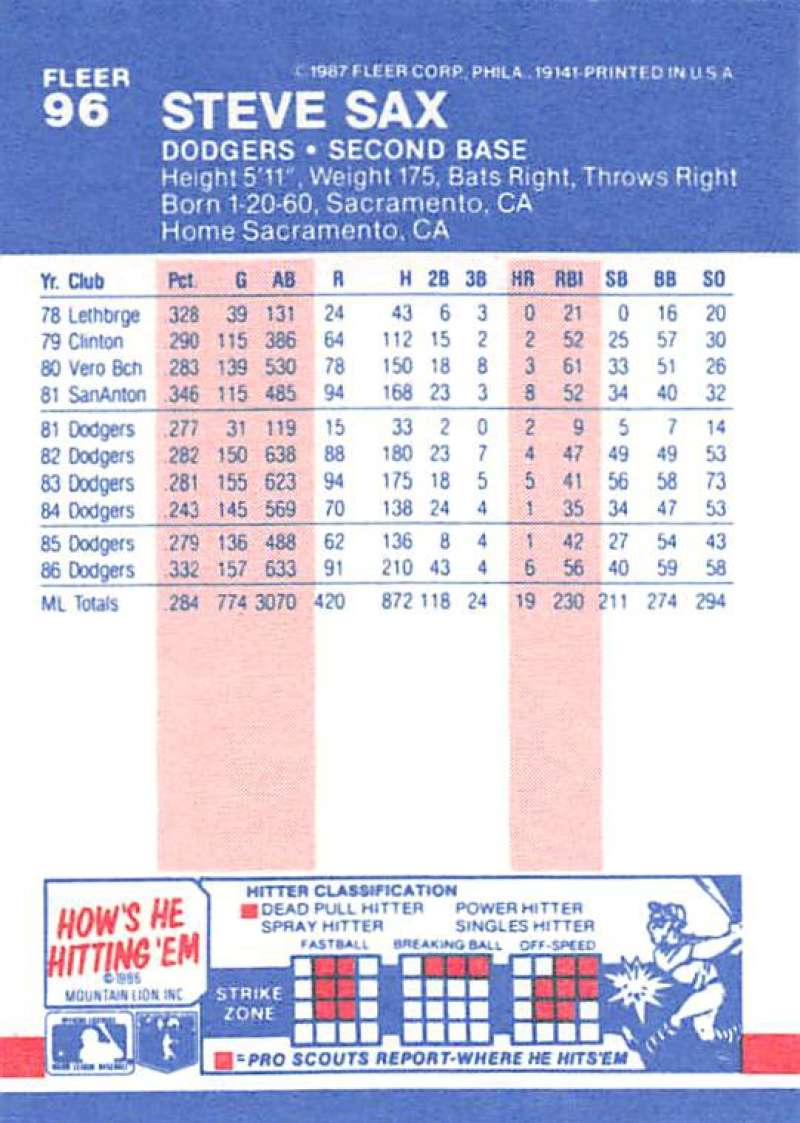 FLEER
96
© 1987 FLEER CORP. PHILA. 19141-PRINTED IN U S A
STEVE SAX
DODGERS • SECOND BASE
Height 5'11", Weight 175, Bats Right, Throws Right
Born 1-20-60, Sacramento, CA
Home Sacramento, CA
Yr. Club Pct. G AB R H 2B 3B HR RBI SB BB SO
78 Lethbrge .328 39 131 24 43 6 3 0 21 0 16 20
79 Clinton .290 115 386 64 112 15 2 2 52 25 57 30
80 Vero Bch .283 139 530 78 150 18 8 3 61 33 51 26
81 SanAnton .346 115 485 94 168 23 3 8 52 34 40 32
81 Dodgers .277 31 119 15 33 2 0 2 9 5 7 14
82 Dodgers .282 150 638 88 180 23 7 4 47 49 49 53
83 Dodgers .281 155 623 94 175 18 5 5 41 56 58 73
84 Dodgers .243 145 569 70 138 24 4 1 35 34 47 53
85 Dodgers .279 136 488 62 136 8 4 1 42 27 54 43
86 Dodgers .332 157 633 91 210 43 4 6 56 40 59 58
ML Totals .284 774 3070 420 872 118 24 19 230 211 274 294
HOW'S HE
HITTING 'EM
© 1986
MOUNTAIN LION, INC
HITTER CLASSIFICATION
DEAD PULL HITTER POWER HITTER
SPRAY HITTER SINGLES HITTER
FASTBALL BREAKING BALL OFF-SPEED
STRIKE
ZONE
=PRO SCOUTS REPORT-WHERE HE HITS 'EM
MAJOR LEAGUE BASEBALL